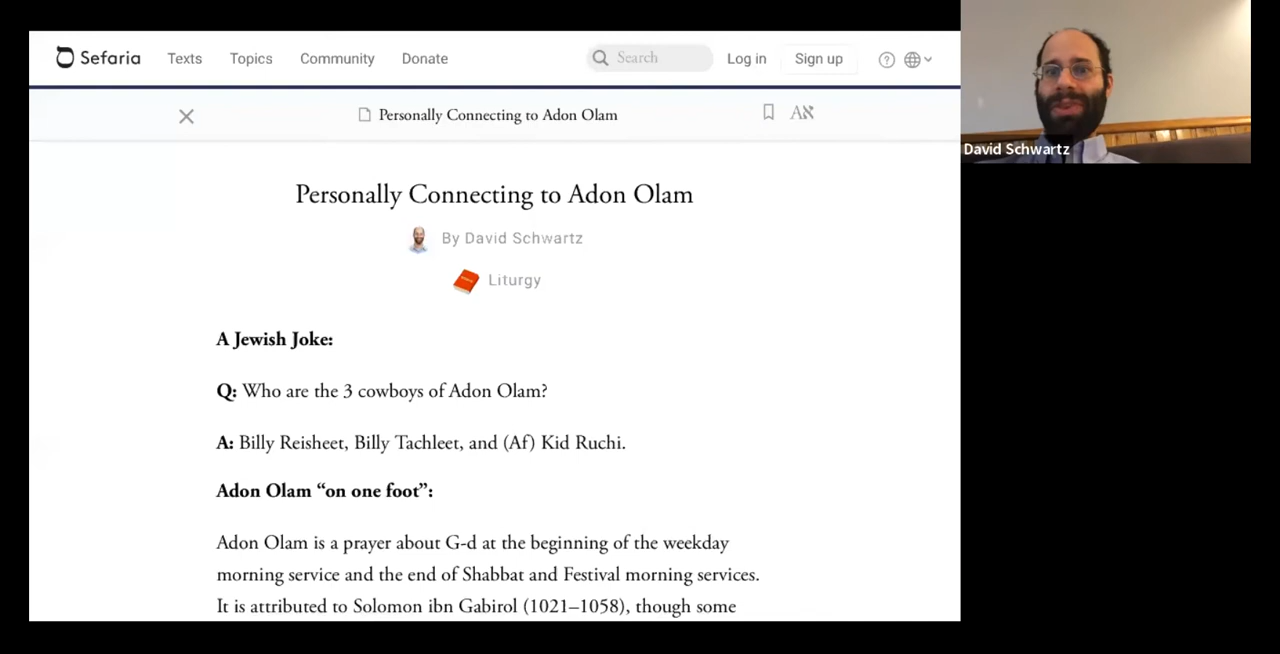 Sefaria Texts Topics Community Donate Search Log in Sign up
Personally Connecting to Adon Olam Aא
David Schwartz
Personally Connecting to Adon Olam
By David Schwartz
Liturgy
A Jewish Joke:
Q: Who are the 3 cowboys of Adon Olam?
A: Billy Reisheet, Billy Tachleet, and (Af) Kid Ruchi.
Adon Olam “on one foot”:
Adon Olam is a prayer about G-d at the beginning of the weekday
morning service and the end of Shabbat and Festival morning services.
It is attributed to Solomon ibn Gabirol (1021–1058), though some